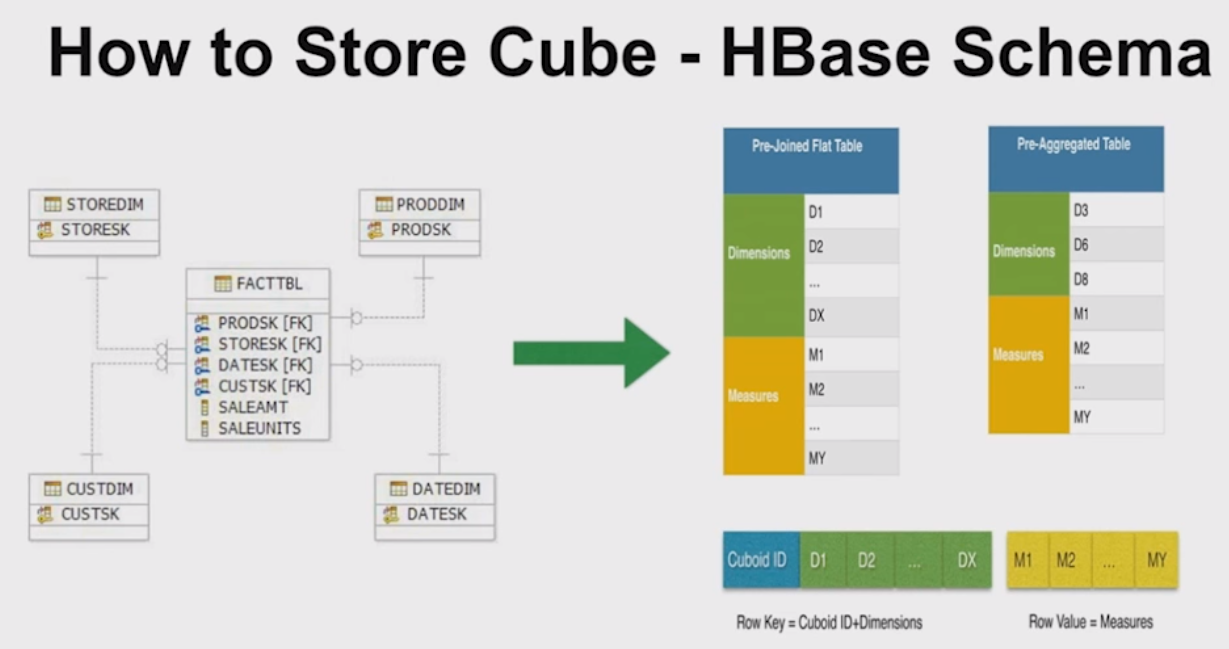 How to Store Cube - HBase Schema
STOREDIM
STORESK
PRODDIM
PRODSK
FACTTBL
PRODSK [FK]
STORESK [FK]
DATESK [FK]
CUSTSK [FK]
SALEAMT
SALEUNITS
CUSTDIM
CUSTSK
DATEDIM
DATESK
Pre-Joined Flat Table
Dimensions
D1
D2
...
DX
Measures
M1
M2
...
MY
Pre-Aggregated Table
Dimensions
D3
D6
D8
Measures
M1
M2
...
MY
Cuboid ID D1 D2 ... DX
M1 M2 ... MY
Row Key = Cuboid ID+Dimensions
Row Value = Measures